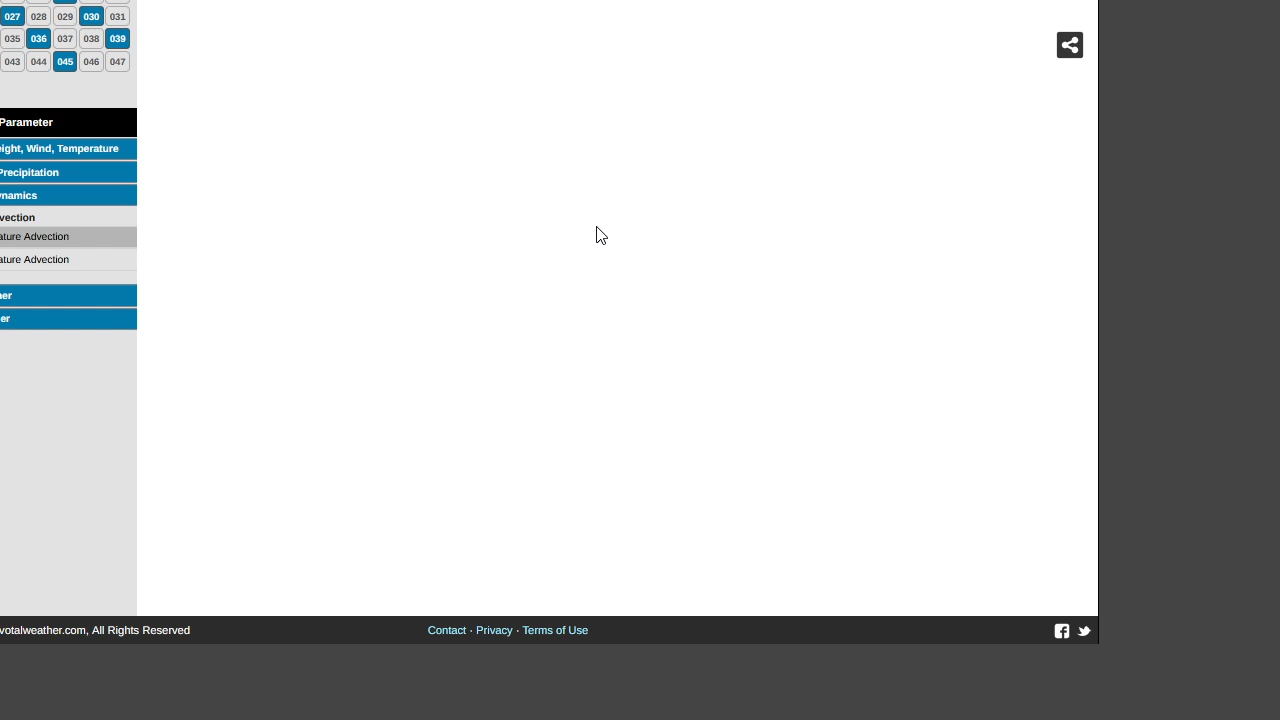 027 028 029 030 031
035 036 037 038 039
043 044 045 046 047
Parameter
ight, Wind, Temperature
Precipitation
namics
vection
ature Advection
ature Advection
er
votalweather.com, All Rights Reserved
Contact · Privacy · Terms of Use